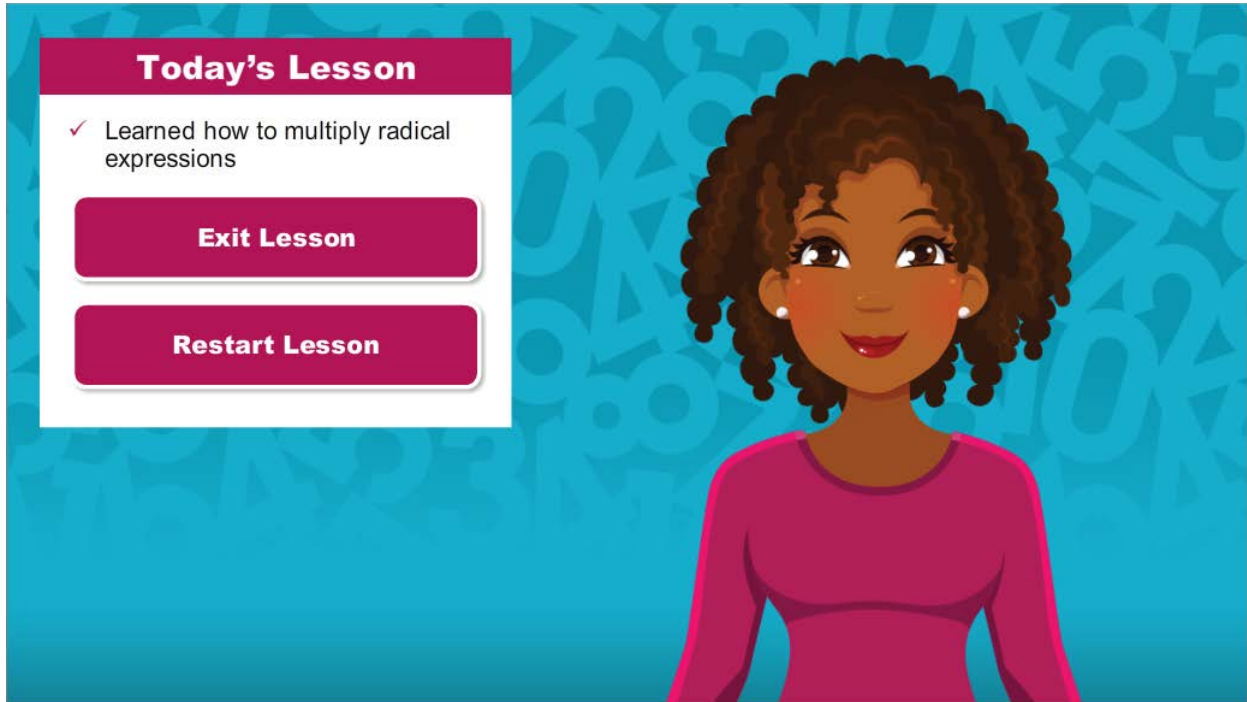 Today’s Lesson
✓ Learned how to multiply radical
expressions
Exit Lesson
Restart Lesson